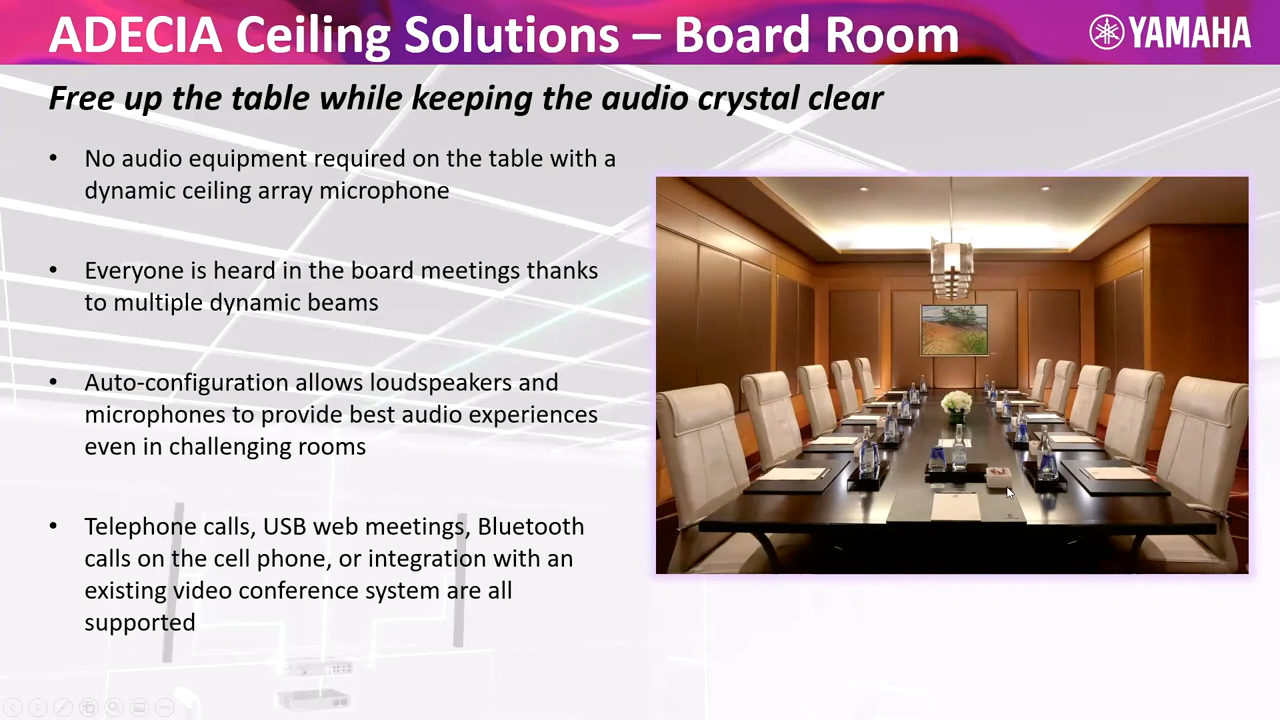 ADECIA Ceiling Solutions – Board Room
YAMAHA
Free up the table while keeping the audio crystal clear
• No audio equipment required on the table with a
dynamic ceiling array microphone
• Everyone is heard in the board meetings thanks
to multiple dynamic beams
• Auto-configuration allows loudspeakers and
microphones to provide best audio experiences
even in challenging rooms
• Telephone calls, USB web meetings, Bluetooth
calls on the cell phone, or integration with an
existing video conference system are all
supported